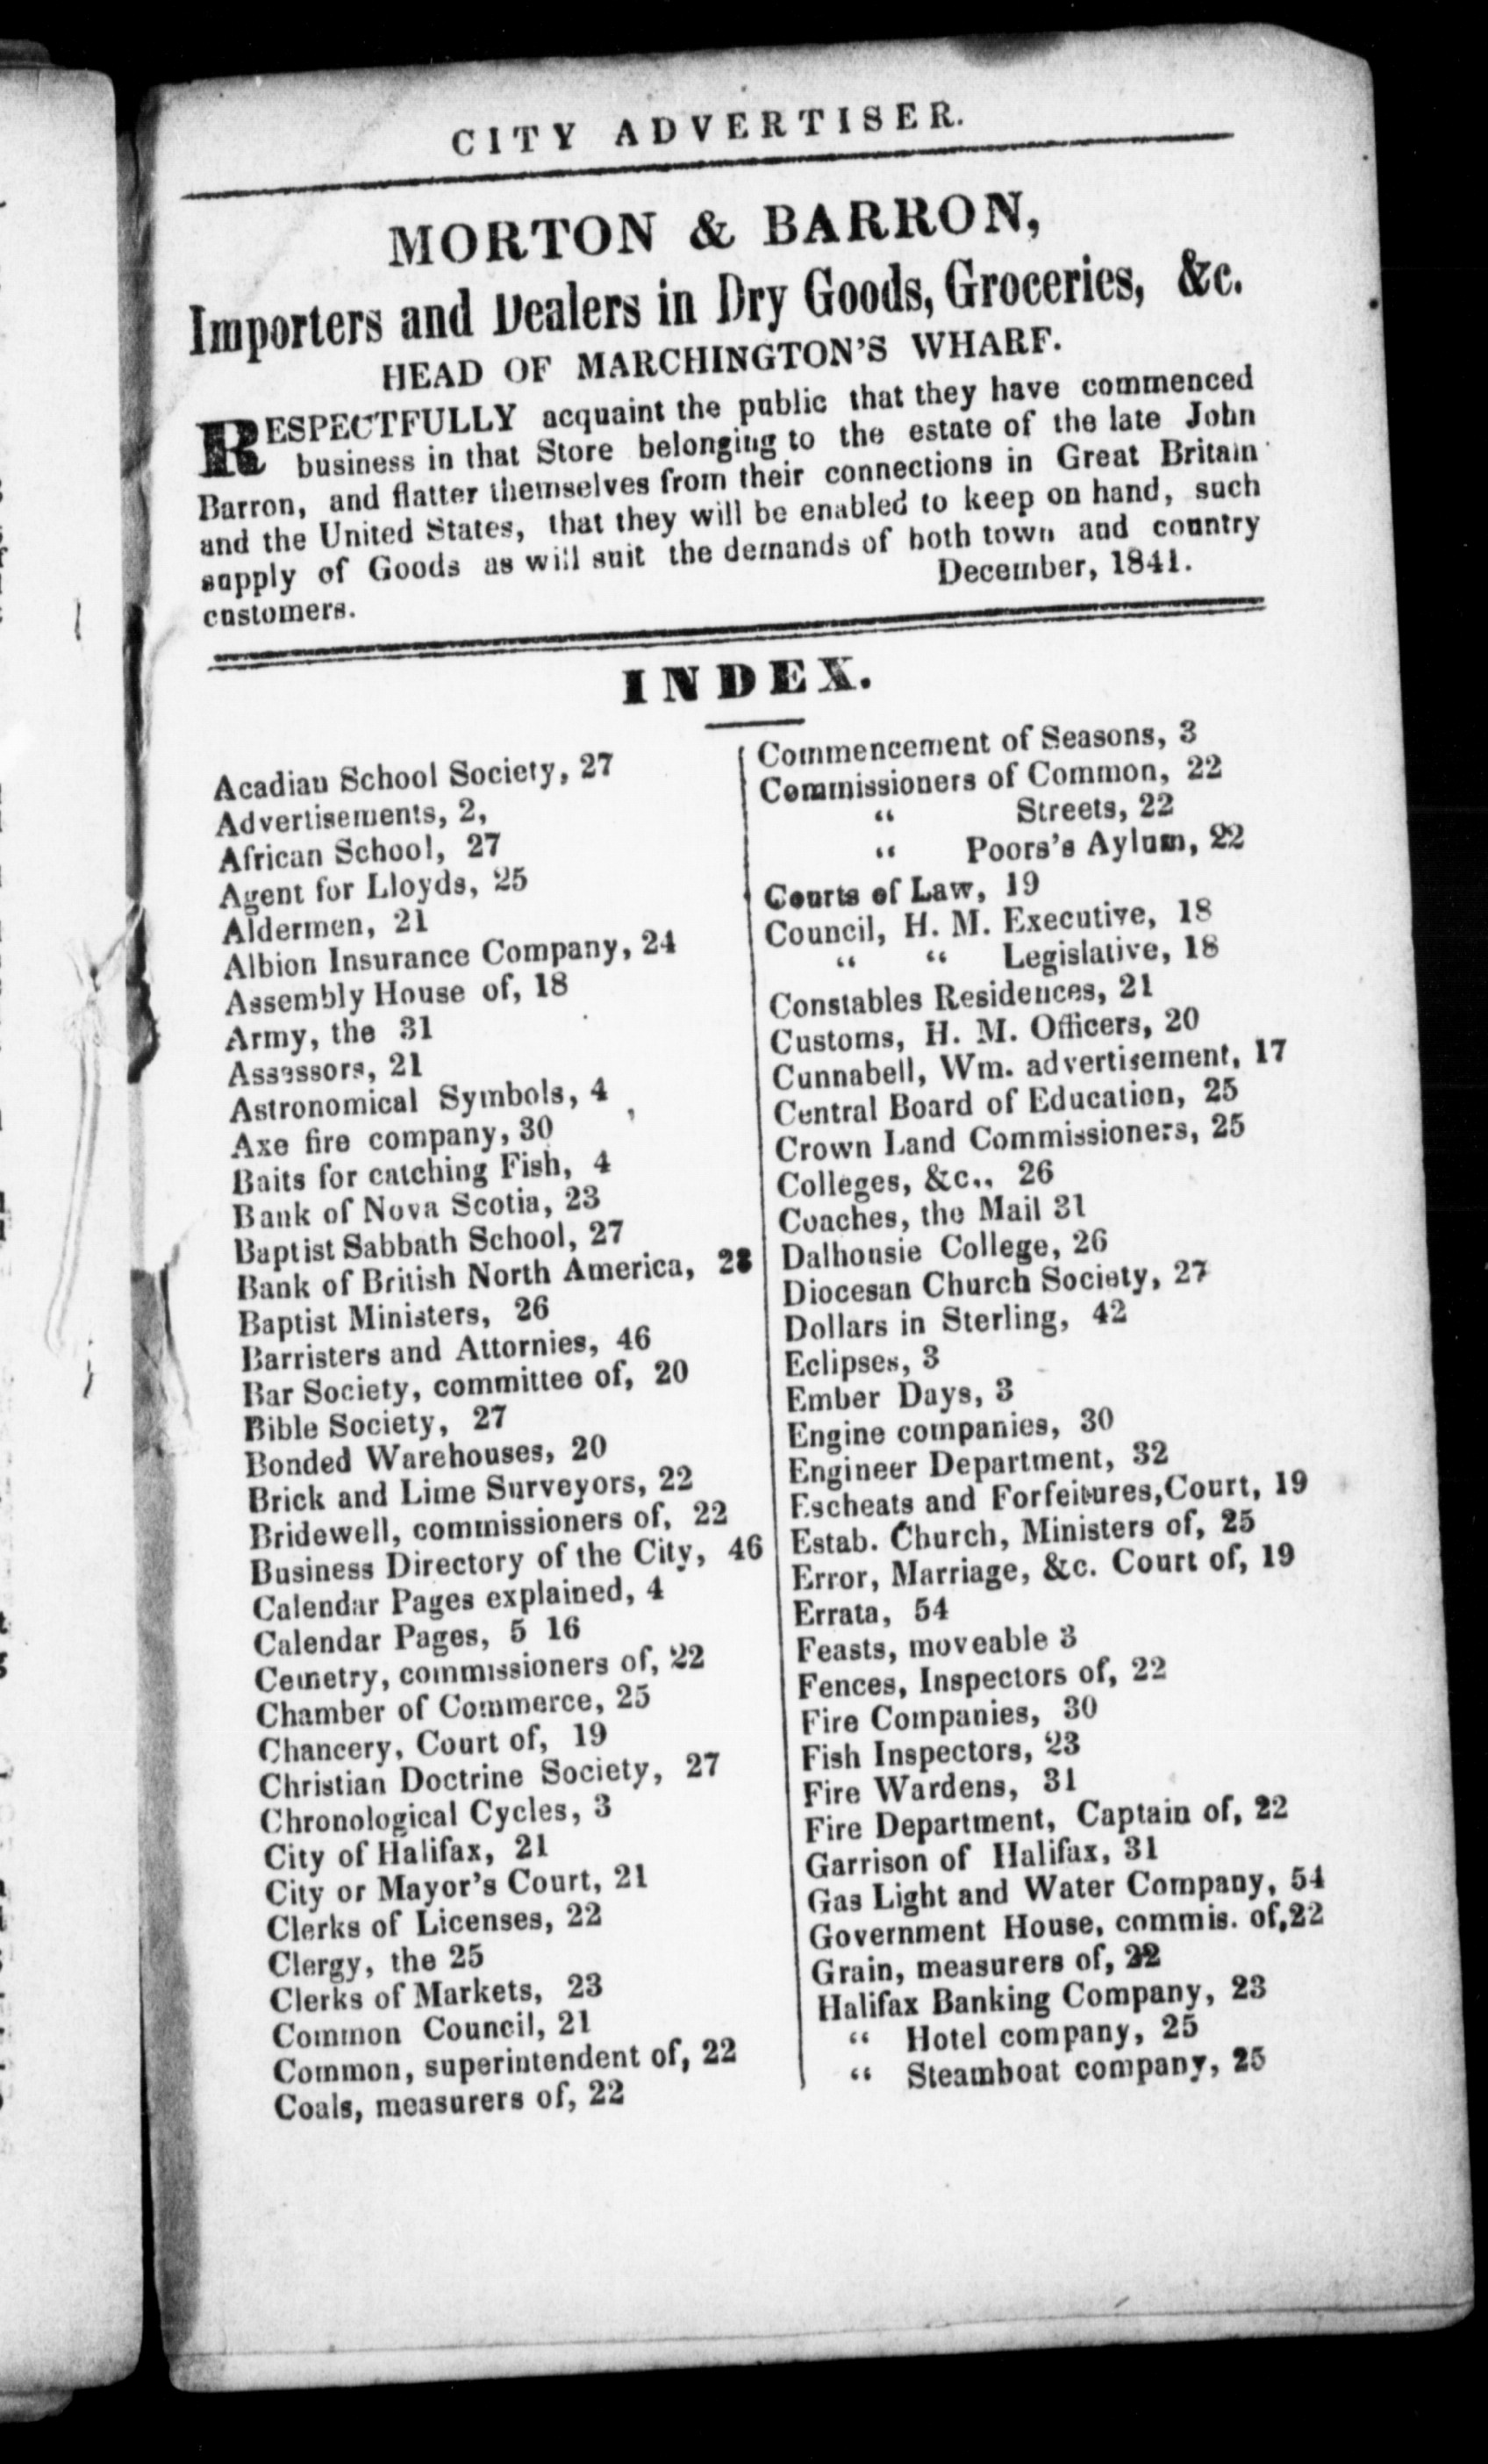 CITY ADVERTISER.
MORTON & BARRON,
Importers and Dealers in Dry Goods, Groceries, &c.
HEAD OF MARCHINGTON'S WHARF.
RESPECTFULLY acquaint the public that they have commenced
business in that Store belonging to the estate of the late John
Barron, and flatter themselves from their connections in Great Britain
and the United States, that they will be enabled to keep on hand, such
supply of Goods as will suit the demands of both town and country
customers.
December, 1841.
INDEX.
Acadian School Society, 27
Advertisements, 2,
African School, 27
Agent for Lloyds, 25
Aldermen, 21
Albion Insurance Company, 24
Assembly House of, 18
Army, the 31
Assessors, 21
Astronomical Symbols, 4
Axe fire company, 30
Baits for catching Fish, 4
Bank of Nova Scotia, 23
Baptist Sabbath School, 27
Bank of British North America, 23
Baptist Ministers, 26
Barristers and Attornies, 46
Bar Society, committee of, 20
Bible Society, 27
Bonded Warehouses, 20
Brick and Lime Surveyors, 22
Bridewell, commissioners of, 22
Business Directory of the City, 46
Calendar Pages explained, 4
Calendar Pages, 5 16
Cemetry, commissioners of, 22
Chamber of Commerce, 25
Chancery, Court of, 19
Christian Doctrine Society, 27
Chronological Cycles, 3
City of Halifax, 21
City or Mayor's Court, 21
Clerks of Licenses, 22
Clergy, the 25
Clerks of Markets, 23
Common Council, 21
Common, superintendent of, 22
Coals, measurers of, 22
Commencement of Seasons, 3
Commissioners of Common, 22
“ Streets, 22
“ Poors's Aylum, 22
Courts of Law, 19
Council, H. M. Executive, 18
“ “ Legislative, 18
Constables Residences, 21
Customs, H. M. Officers, 20
Cunnabell, Wm. advertisement, 17
Central Board of Education, 25
Crown Land Commissioners, 25
Colleges, &c., 26
Coaches, the Mail 31
Dalhousie College, 26
Diocesan Church Society, 27
Dollars in Sterling, 42
Eclipses, 3
Ember Days, 3
Engine companies, 30
Engineer Department, 32
Escheats and Forfeitures,Court, 19
Estab. Church, Ministers of, 25
Error, Marriage, &c. Court of, 19
Errata, 54
Feasts, moveable 3
Fences, Inspectors of, 22
Fire Companies, 30
Fish Inspectors, 23
Fire Wardens, 31
Fire Department, Captain of, 22
Garrison of Halifax, 31
Gas Light and Water Company, 54
Government House, commis. of,22
Grain, measurers of, 22
Halifax Banking Company, 23
“ Hotel company, 25
“ Steamboat company, 25